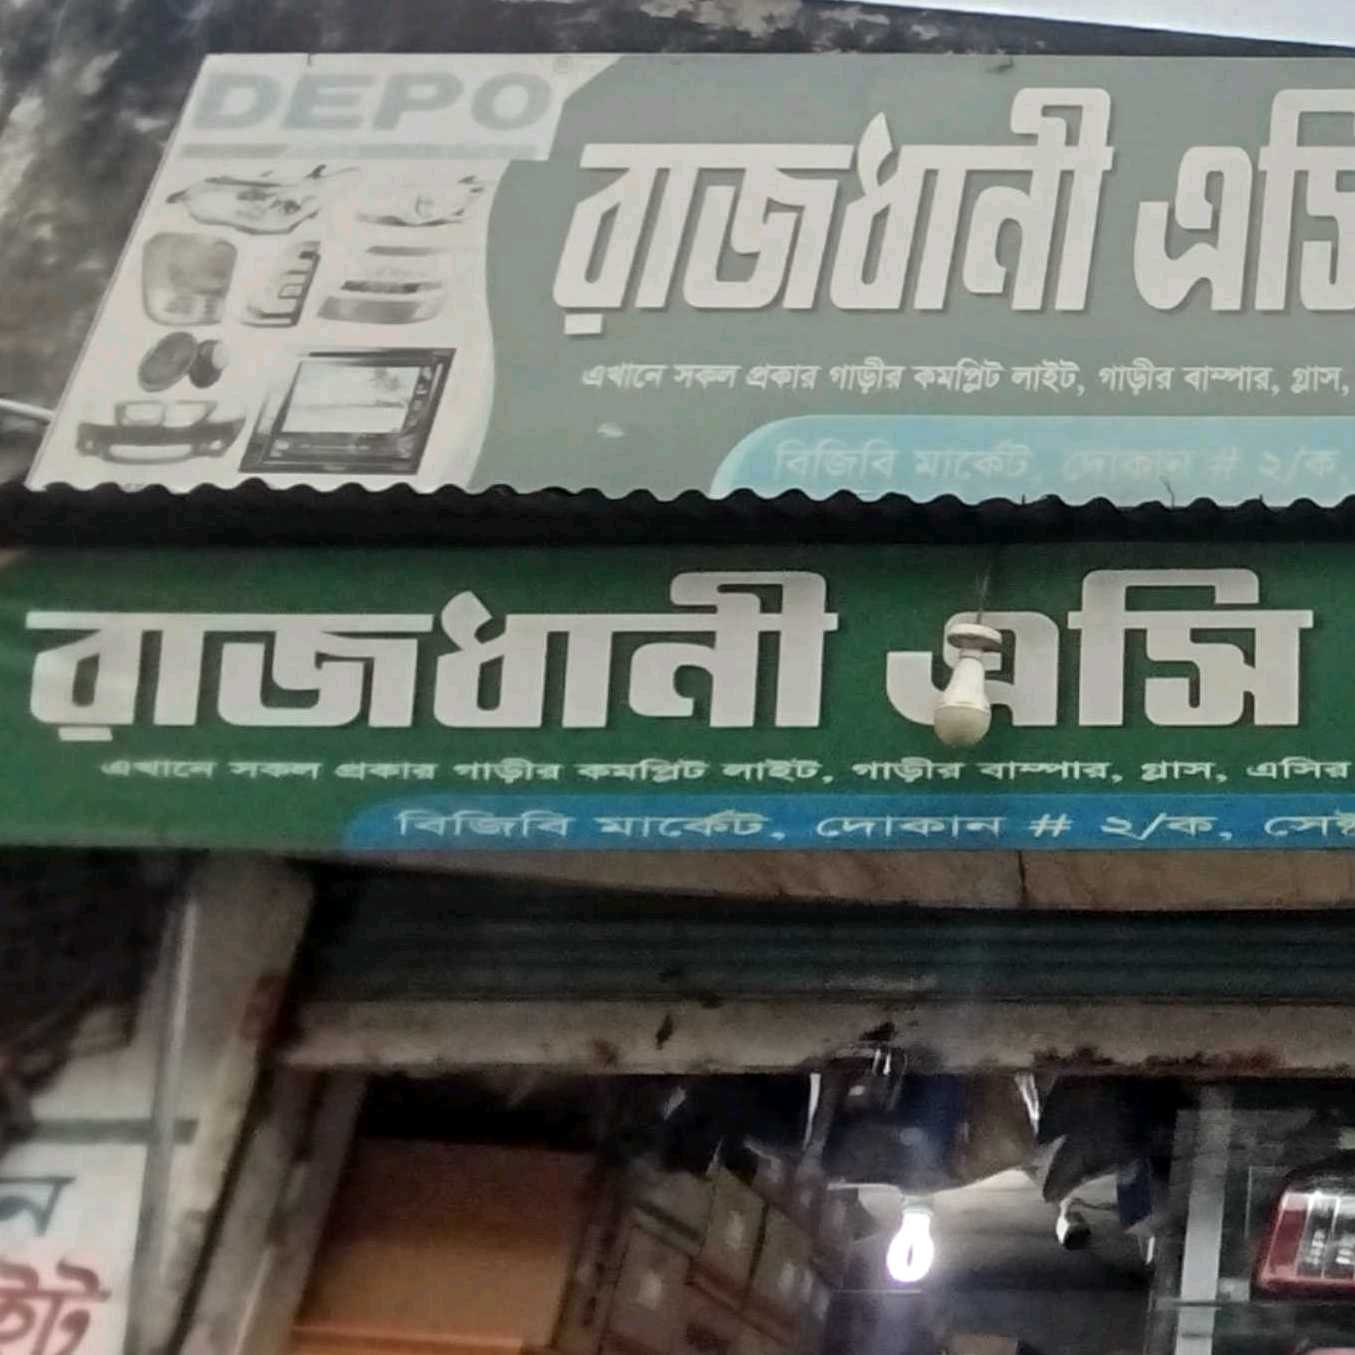 DEPO
রাজধানী এসি
এখানে সকল প্রকার গাড়ীর কমপ্লিট লাইট, গাড়ীর বাম্পার, গ্লাস,
বিজিবি মার্কেট, দোকান # ২/ক,
রাজধানী এসি
এখানে সকল প্রকার গাড়ীর কমপ্লিট লাইট, গাড়ীর বাম্পার, গ্লাস, এসির
বিজিবি মার্কেট, দোকান # ২/ক,